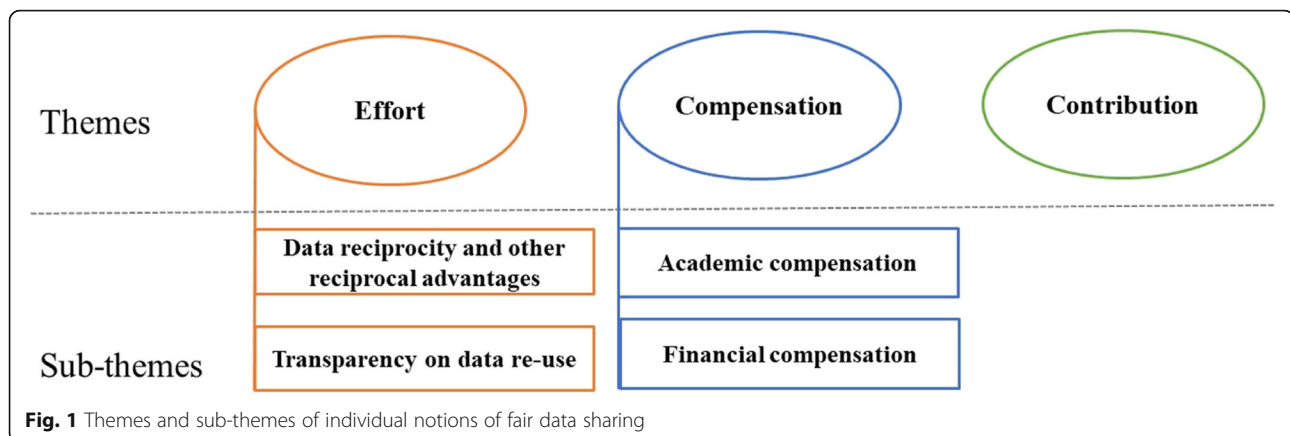 Themes
Effort
Compensation
Contribution
Data reciprocity and other
reciprocal advantages
Academic compensation
Sub-themes
Transparency on data re-use
Financial compensation
Fig. 1 Themes and sub-themes of individual notions of fair data sharing